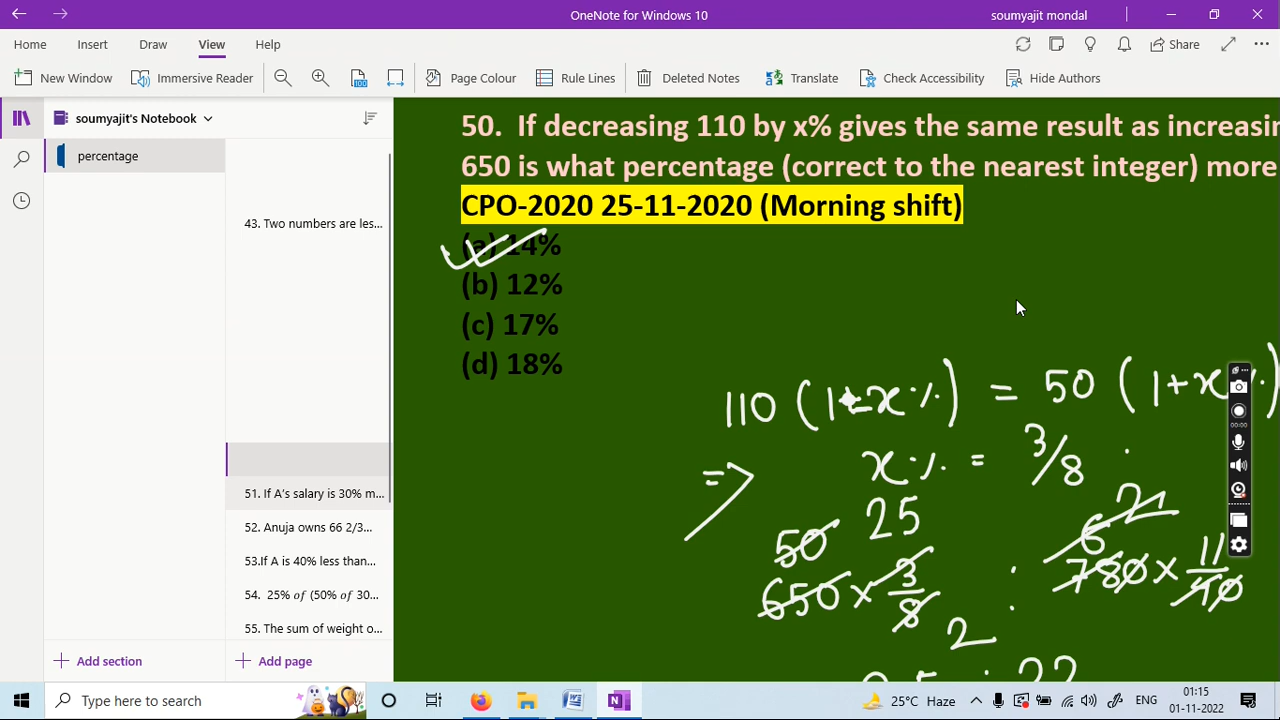 OneNote for Windows 10
soumyajit mondal
Home Insert Draw View Help
Share
New Window Immersive Reader Page Colour Rule Lines Deleted Notes Translate Check Accessibility Hide Authors
soumyajit's Notebook
percentage
43. Two numbers are les...
51. If A's salary is 30% m...
52. Anuja owns 66 2/3...
53.If A is 40% less than...
54. 25% of (50% of 30...
55. The sum of weight o...
Add section
Add page
50. If decreasing 110 by x% gives the same result as increasin
650 is what percentage (correct to the nearest integer) more
CPO-2020 25-11-2020 (Morning shift)
(a) 14%
(b) 12%
(c) 17%
(d) 18%
110 (1-x%) = 50 (1+x%)
=> x% = 3/8
25
50 6
650 × 3/8 : 780 × 11/40
2
00:00
Type here to search
25°C Haze
ENG
01:15
01-11-2022